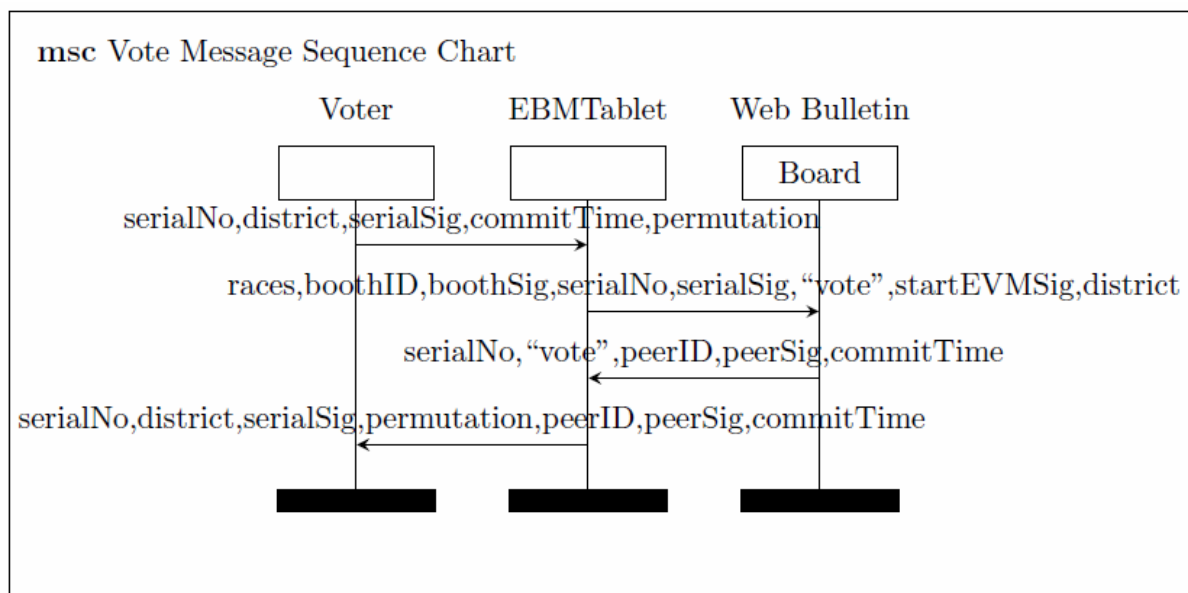 msc Vote Message Sequence Chart
Voter EBMTablet Web Bulletin
Board
serialNo,district,serialSig,commitTime,permutation
races,boothID,boothSig,serialNo,serialSig,“vote”,startEVMSig,district
serialNo,“vote”,peerID,peerSig,commitTime
serialNo,district,serialSig,permutation,peerID,peerSig,commitTime